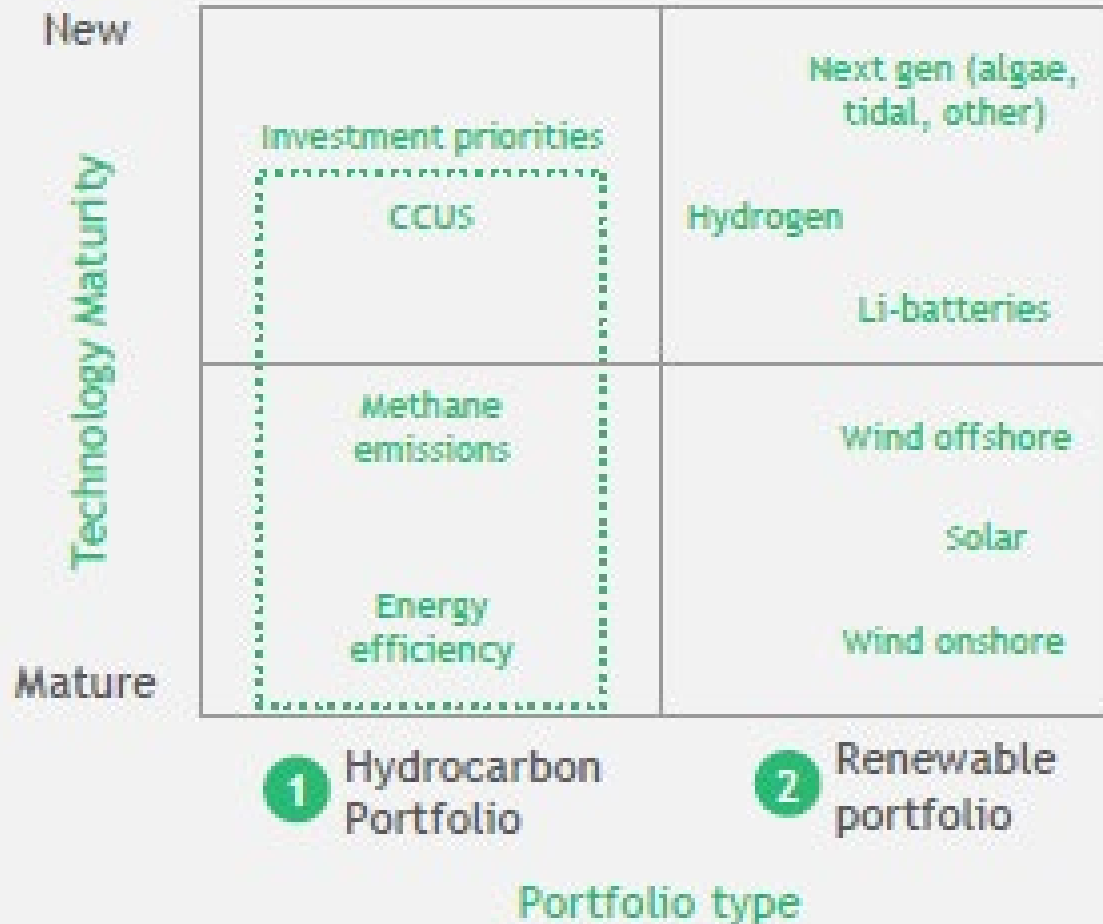 New
Next gen (algae,
tidal, other)
Investment priorities
CCUS
Hydrogen
Li-batteries
Technology Maturity
Methane
emissions
Wind offshore
Solar
Energy
efficiency
Wind onshore
Mature
1 Hydrocarbon
Portfolio
2 Renewable
portfolio
Portfolio type